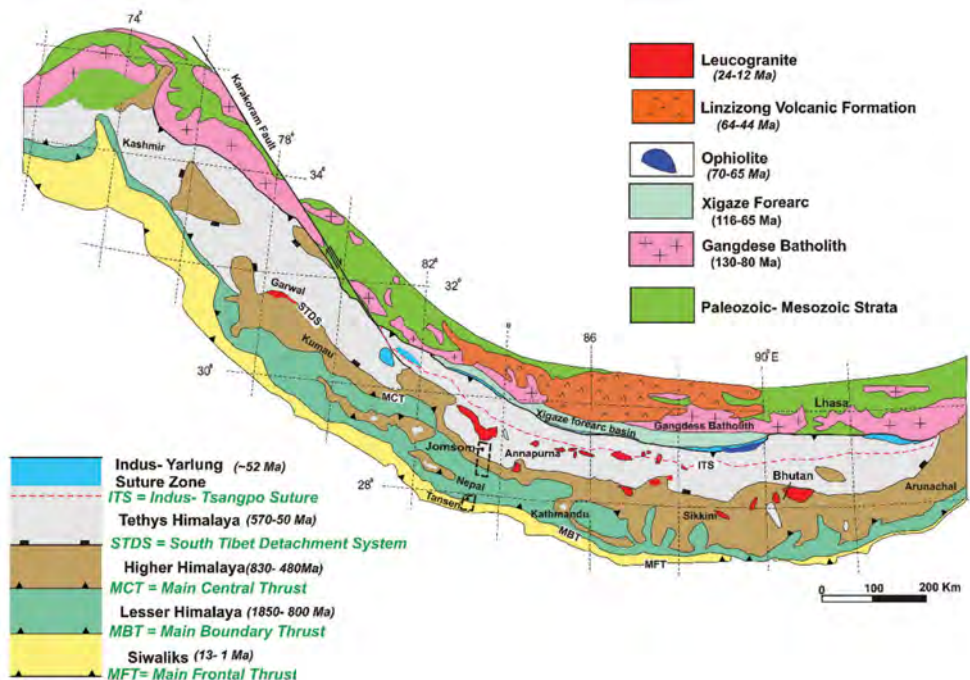 74°
Karakoram Fault
78°
34°
Kashmir
82°
32°
Garwal
STDS
Kumau
30°
MCT
86
90°E
Lhasa
Xigaze forearc basin
Gangdess Batholith
Jomsom
Annapurna
ITS
Bhutan
Arunachal
Nepal
28°
Tansen
Kathmandu
Sikkim
MBT
MFT
0 100 200 Km
Leucogranite
(24-12 Ma)
Linzizong Volcanic Formation
(64-44 Ma)
Ophiolite
(70-65 Ma)
Xigaze Forearc
(116-65 Ma)
Gangdese Batholith
(130-80 Ma)
Paleozoic- Mesozoic Strata
Indus- Yarlung (~52 Ma)
Suture Zone
ITS = Indus- Tsangpo Suture
Tethys Himalaya (570-50 Ma)
STDS = South Tibet Detachment System
Higher Himalaya (830- 480Ma)
MCT = Main Central Thrust
Lesser Himalaya (1850- 800 Ma)
MBT = Main Boundary Thrust
Siwaliks (13- 1 Ma)
MFT= Main Frontal Thrust